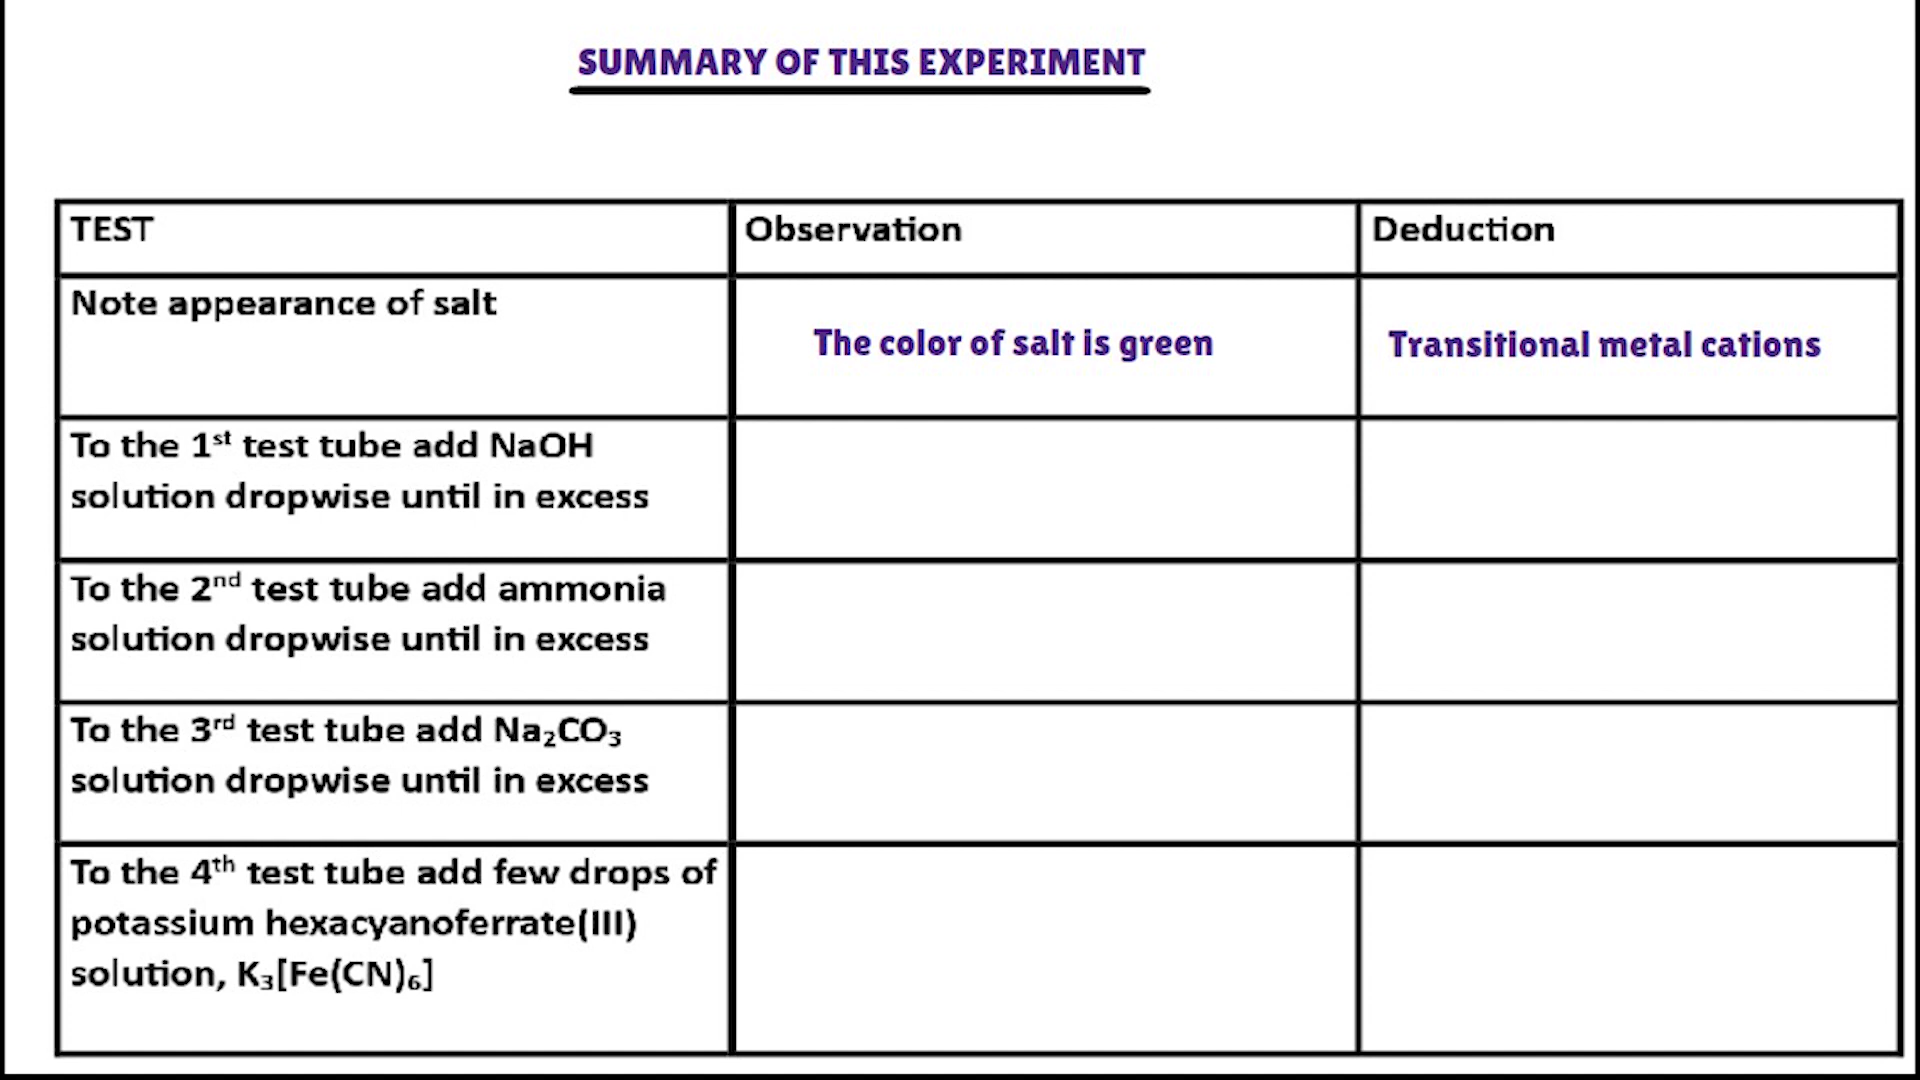 SUMMARY OF THIS EXPERIMENT
TEST Observation Deduction
Note appearance of salt
The color of salt is green Transitional metal cations
To the 1ˢᵗ test tube add NaOH
solution dropwise until in excess
To the 2ⁿᵈ test tube add ammonia
solution dropwise until in excess
To the 3ʳᵈ test tube add Na₂CO₃
solution dropwise until in excess
To the 4ᵗʰ test tube add few drops of
potassium hexacyanoferrate(III)
solution, K₃[Fe(CN)₆]